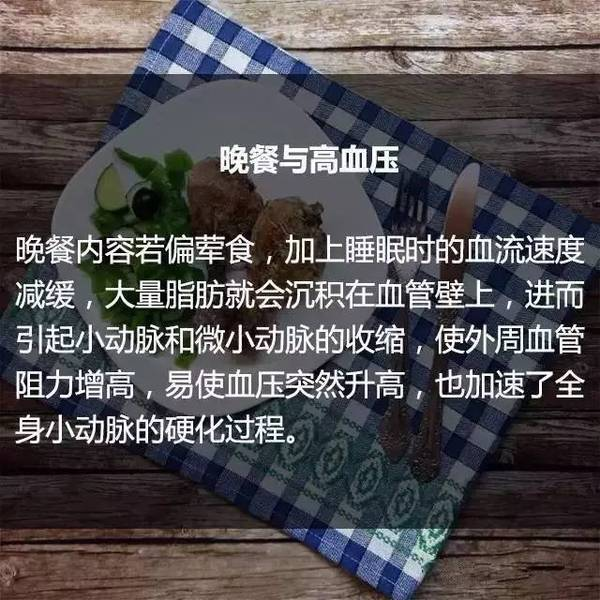 晚餐与高血压
晚餐内容若偏荤食，加上睡眠时的血流速度
减缓，大量脂肪就会沉积在血管壁上，进而
引起小动脉和微小动脉的收缩，使外周血管
阻力增高，易使血压突然升高，也加速了全
身小动脉的硬化过程。